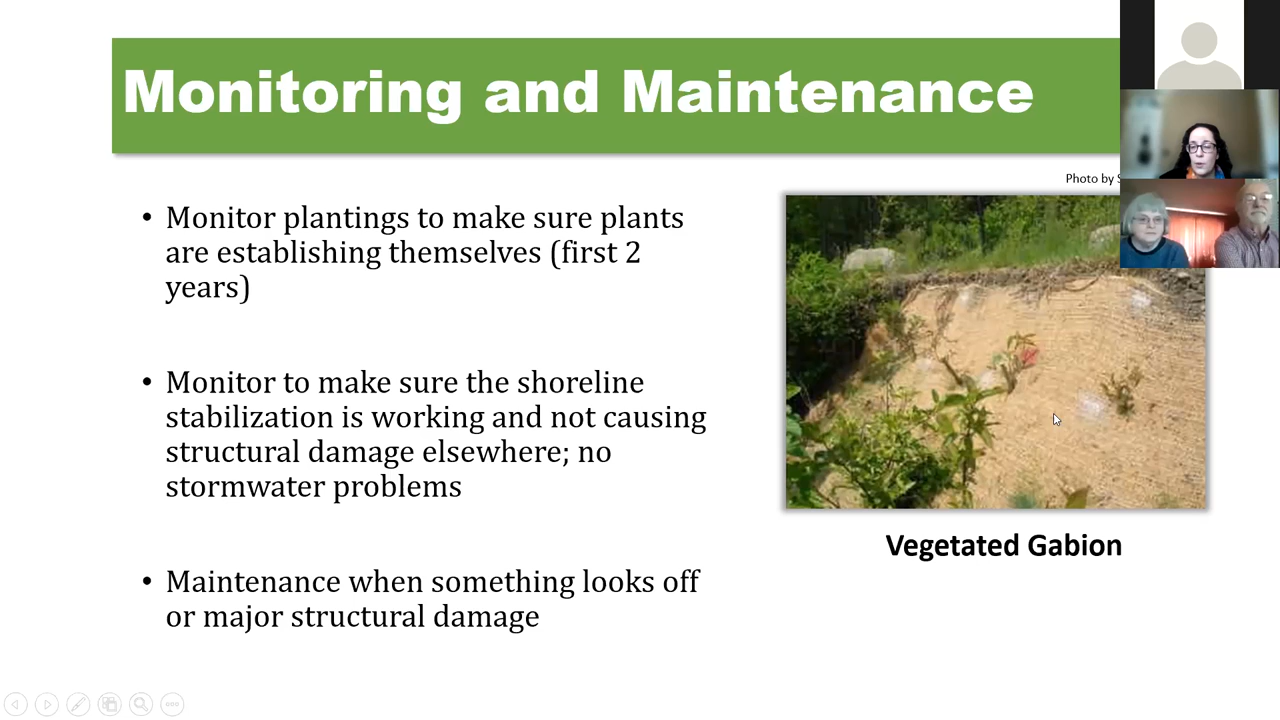 Monitoring and Maintenance
Photo by
• Monitor plantings to make sure plants
are establishing themselves (first 2
years)
• Monitor to make sure the shoreline
stabilization is working and not causing
structural damage elsewhere; no
stormwater problems
• Maintenance when something looks off
or major structural damage
Vegetated Gabion